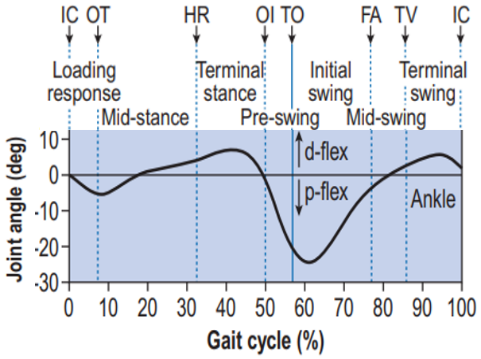 IC OT HR OI TO FA TV IC
Loading response Terminal stance Initial swing Terminal swing
Mid-stance Pre-swing Mid-swing
Joint angle (deg)
10
0
-10
-20
-30
d-flex
p-flex
Ankle
0 10 20 30 40 50 60 70 80 90 100
Gait cycle (%)